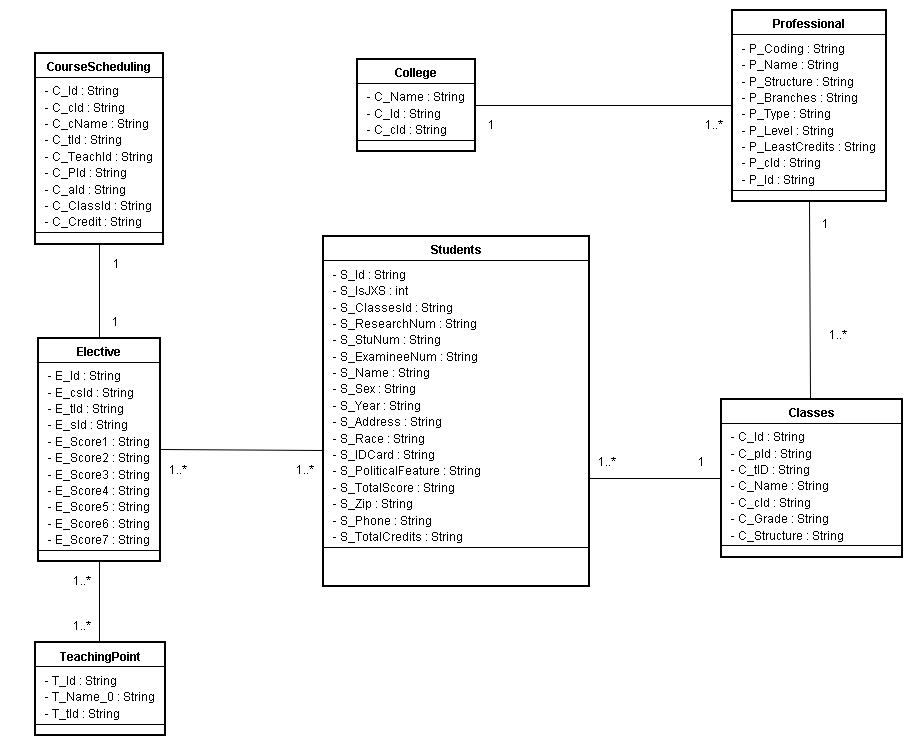 CourseScheduling
- C_Id : String
- C_cId : String
- C_cName : String
- C_tId : String
- C_TeachId : String
- C_PId : String
- C_aId : String
- C_ClassId : String
- C_Credit : String
College
- C_Name : String
- C_Id : String
- C_cId : String
Professional
- P_Coding : String
- P_Name : String
- P_Structure : String
- P_Branches : String
- P_Type : String
- P_Level : String
- P_LeastCredits : String
- P_cId : String
- P_Id : String
1
1..*
1
1
1
1..*
Students
- S_Id : String
- S_IsJXS : int
- S_ClassesId : String
- S_ResearchNum : String
- S_StuNum : String
- S_ExamineeNum : String
- S_Name : String
- S_Sex : String
- S_Year : String
- S_Address : String
- S_Race : String
- S_IDCard : String
- S_PoliticalFeature : String
- S_TotalScore : String
- S_Zip : String
- S_Phone : String
- S_TotalCredits : String
Elective
- E_Id : String
- E_csId : String
- E_tId : String
- E_sId : String
- E_Score1 : String
- E_Score2 : String
- E_Score3 : String
- E_Score4 : String
- E_Score5 : String
- E_Score6 : String
- E_Score7 : String
1..*
1..*
1..*
1
Classes
- C_Id : String
- C_pId : String
- C_tID : String
- C_Name : String
- C_cId : String
- C_Grade : String
- C_Structure : String
1..*
1..*
TeachingPoint
- T_Id : String
- T_Name_0 : String
- T_tId : String